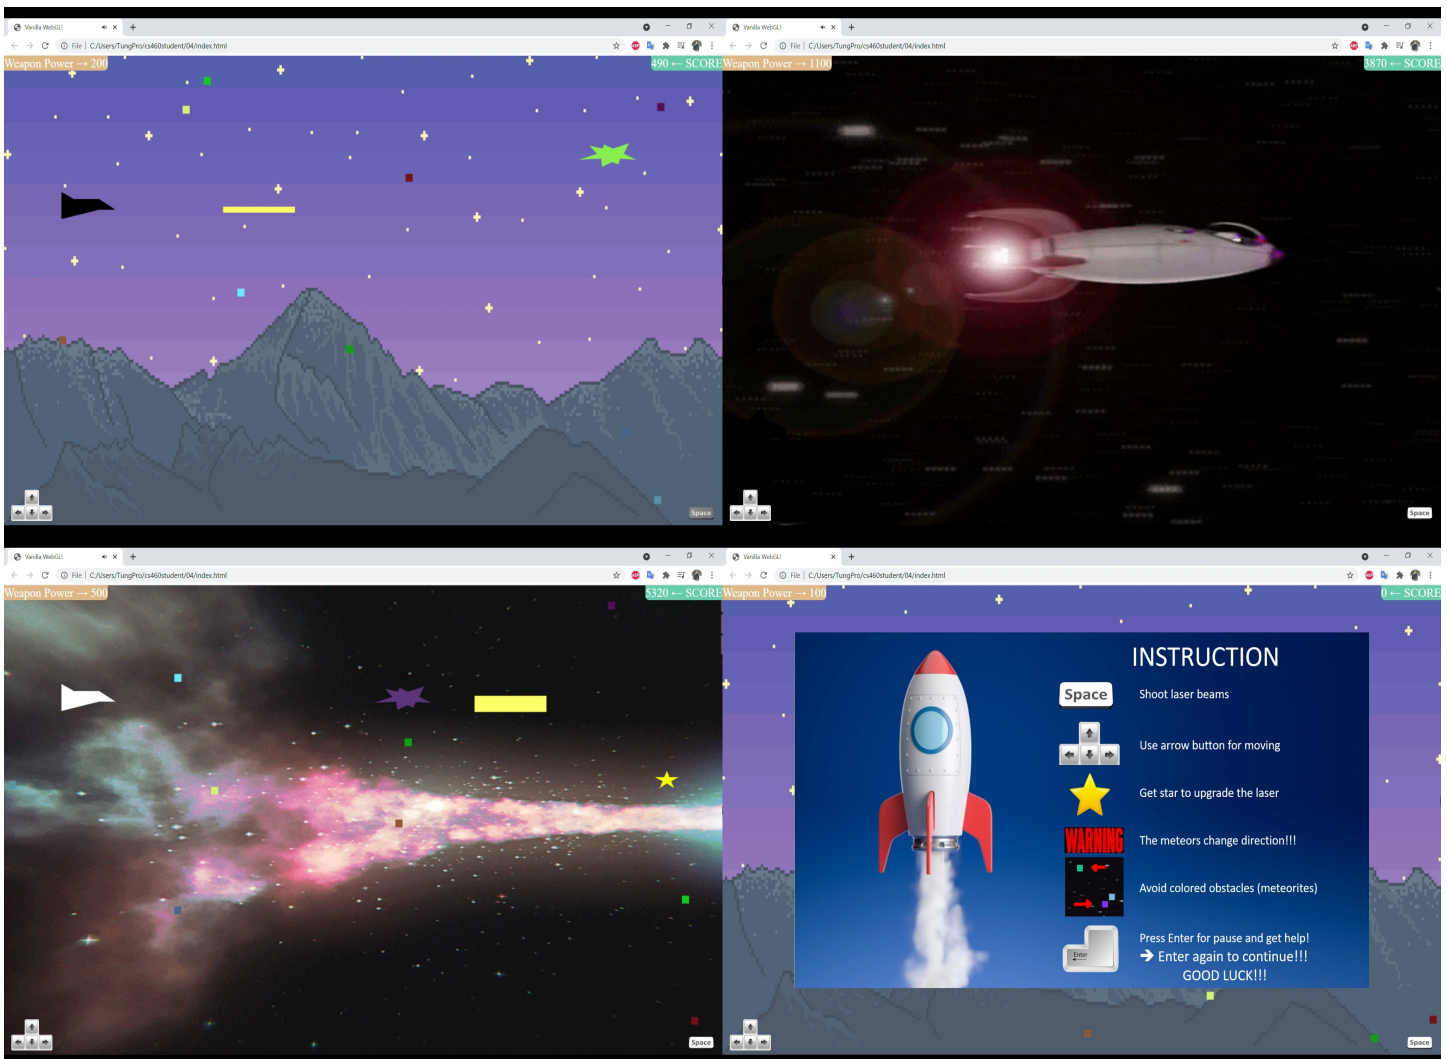 Vanilla WebGL!
File | C:/Users/TungPro/cs460student/04/index.html
Weapon Power → 200
490 ← SCORE
Space
Vanilla WebGL!
File | C:/Users/TungPro/cs460student/04/index.html
Weapon Power → 1100
3870 ← SCORE
Space
Vanilla WebGL!
File | C:/Users/TungPro/cs460student/04/index.html
Weapon Power → 500
5320 ← SCORE
Space
Vanilla WebGL!
File | C:/Users/TungPro/cs460student/04/index.html
Weapon Power → 100
0 ← SCORE
INSTRUCTION
Space Shoot laser beams
Use arrow button for moving
Get star to upgrade the laser
WARNING The meteors change direction!!!
Avoid colored obstacles (meteorites)
Press Enter for pause and get help!
Enter → Enter again to continue!!!
GOOD LUCK!!!
Space